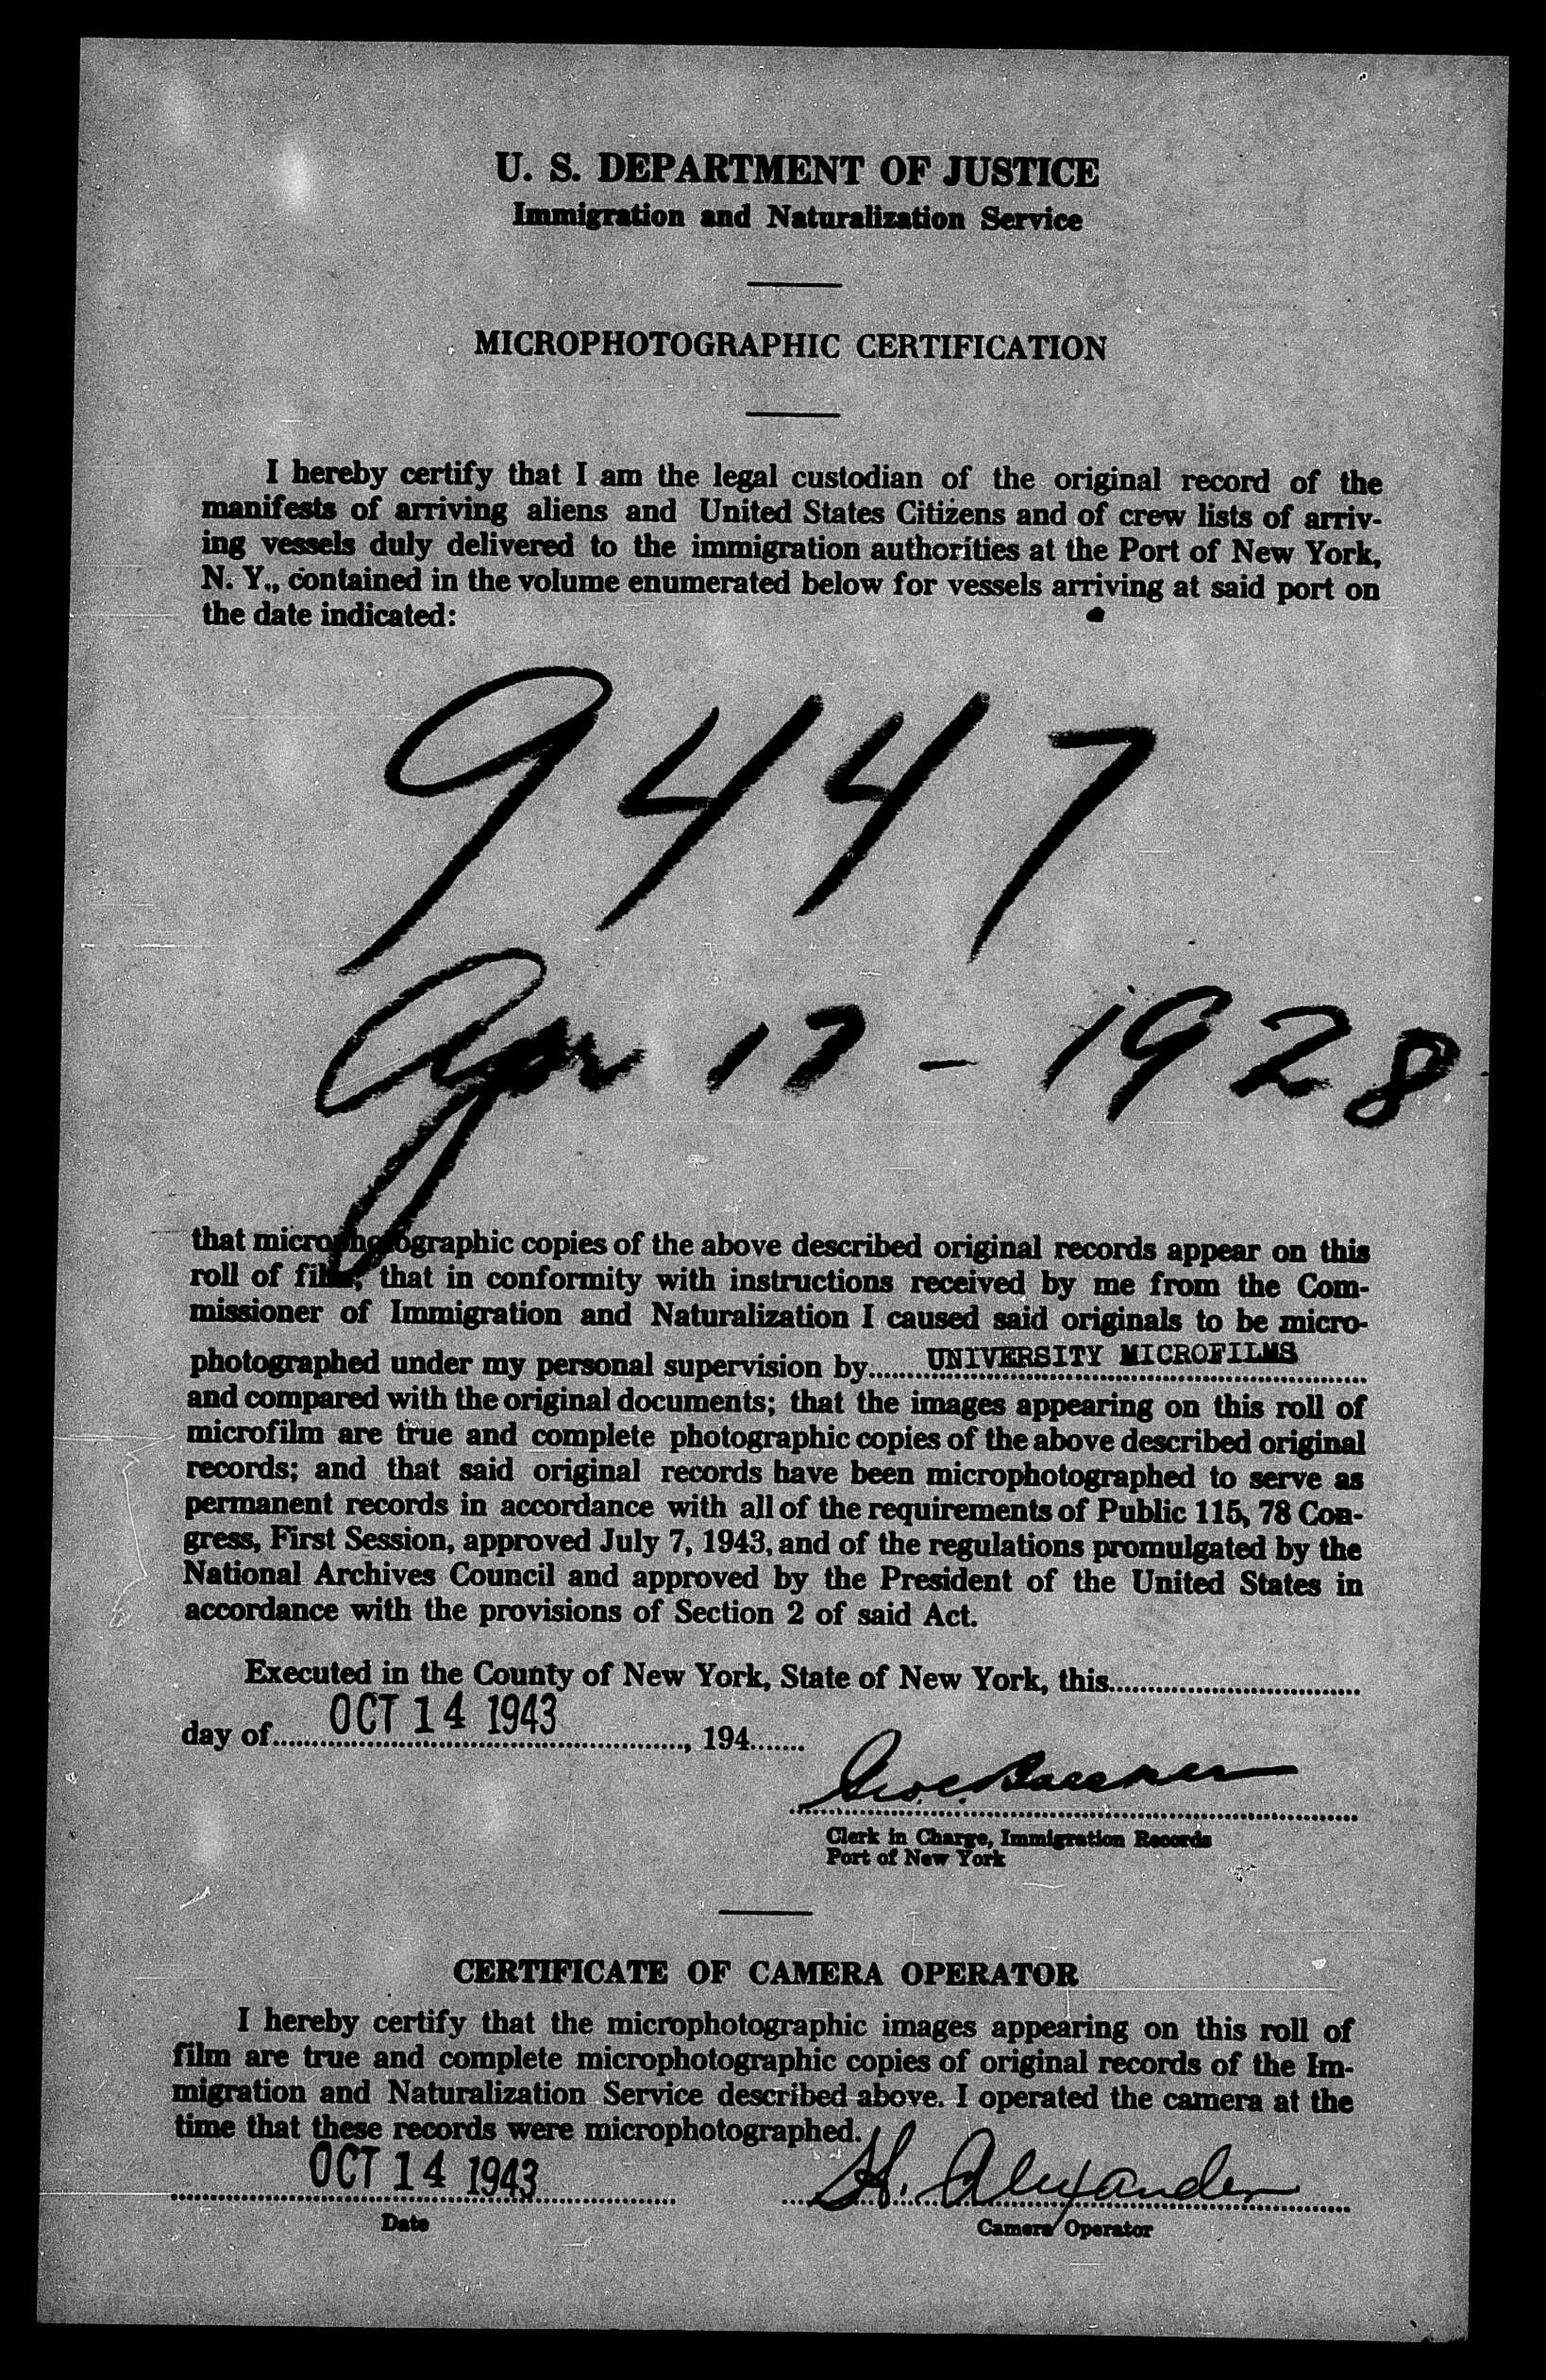 U. S. DEPARTMENT OF JUSTICE
Immigration and Naturalization Service
MICROPHOTOGRAPHIC CERTIFICATION
I hereby certify that I am the legal custodian of the original record of the
manifests of arriving aliens and United States Citizens and of crew lists of arriv-
ing vessels duly delivered to the immigration authorities at the Port of New York,
N. Y., contained in the volume enumerated below for vessels arriving at said port on
the date indicated:
9447
Apr 17 - 1928
that microphotographic copies of the above described original records appear on this
roll of film; that in conformity with instructions received by me from the Com-
missioner of Immigration and Naturalization I caused said originals to be micro-
photographed under my personal supervision by UNIVERSITY MICROFILMS
and compared with the original documents; that the images appearing on this roll of
microfilm are true and complete photographic copies of the above described original
records; and that said original records have been microphotographed to serve as
permanent records in accordance with all of the requirements of Public 115, 78 Con-
gress, First Session, approved July 7, 1943, and of the regulations promulgated by the
National Archives Council and approved by the President of the United States in
accordance with the provisions of Section 2 of said Act.
Executed in the County of New York, State of New York, this
day of OCT 14 1943, 194
Geo. C.
Clerk in Charge, Immigration Records
Port of New York
CERTIFICATE OF CAMERA OPERATOR
I hereby certify that the microphotographic images appearing on this roll of
film are true and complete microphotographic copies of original records of the Im-
migration and Naturalization Service described above. I operated the camera at the
time that these records were microphotographed.
OCT 14 1943 H. Alexander
Date Camera Operator